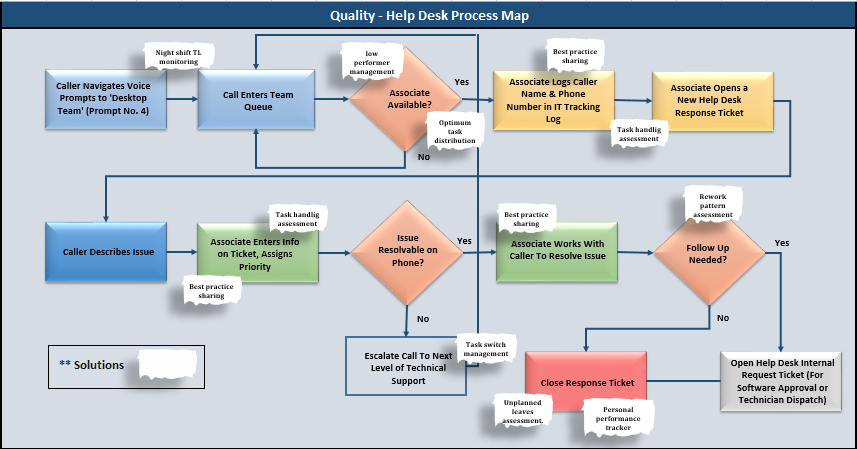 Quality - Help Desk Process Map
Night shift TL
monitoring
low
performer
management
Best practice
sharing
Caller Navigates Voice
Prompts to 'Desktop
Team' (Prompt No. 4)
Call Enters Team
Queue
Associate
Available?
Yes
No
Optimum
task
distribution
Associate Logs Caller
Name & Phone
Number in IT Tracking
Log
Task handlig
assessment
Associate Opens a
New Help Desk
Response Ticket
Caller Describes Issue
Task handlig
assessment
Associate Enters Info
on Ticket, Assigns
Priority
Best practice
sharing
Issue
Resolvable on
Phone?
Yes
No
Best practice
sharing
Associate Works With
Caller To Resolve Issue
Rework
pattern
assessment
Follow Up
Needed?
Yes
No
** Solutions
Escalate Call To Next
Level of Technical
Support
Task switch
management
Close Response Ticket
Unplanned
leaves
assessment.
Personal
performance
tracker
Open Help Desk Internal
Request Ticket (For
Software Approval or
Technician Dispatch)